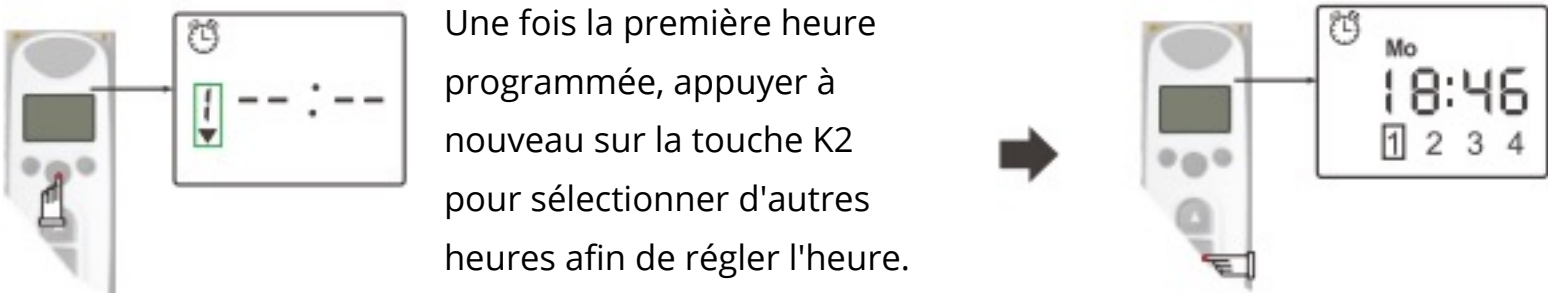 1 -- : --
Une fois la première heure
programmée, appuyer à
nouveau sur la touche K2
pour sélectionner d'autres
heures afin de régler l'heure.
Mo
18:46
1 2 3 4